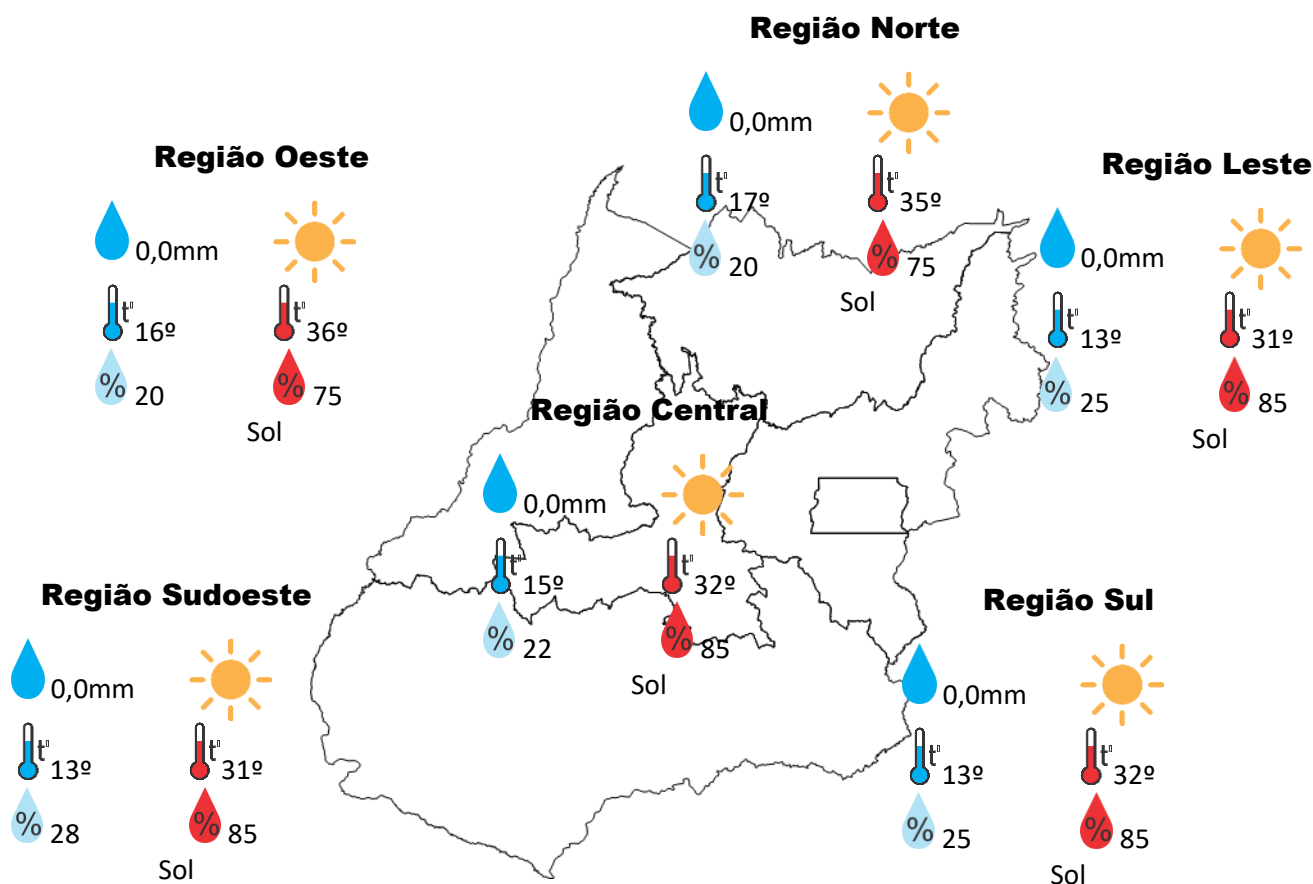 Região Norte
0,0mm
t°
17º
35º
%
20
%
75
Sol
Região Oeste
0,0mm
t°
16º
t°
36º
%
20
%
75
Sol
Região Leste
0,0mm
t°
13º
t°
31º
%
25
%
85
Sol
Região Central
0,0mm
t°
15º
t°
32º
%
22
%
85
Sol
Região Sudoeste
0,0mm
t°
13º
t°
31º
%
28
%
85
Sol
Região Sul
0,0mm
t°
13º
t°
32º
%
25
%
85
Sol